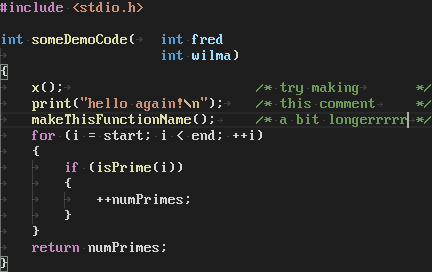 #include <stdio.h>
int someDemoCode( int fred
int wilma)
{
x(); /* try making */
print("hello again!\n"); /* this comment */
makeThisFunctionName(); /* a bit longerrrrr */
for (i = start; i < end; ++i)
{
if (isPrime(i))
{
++numPrimes;
}
}
return numPrimes;
}